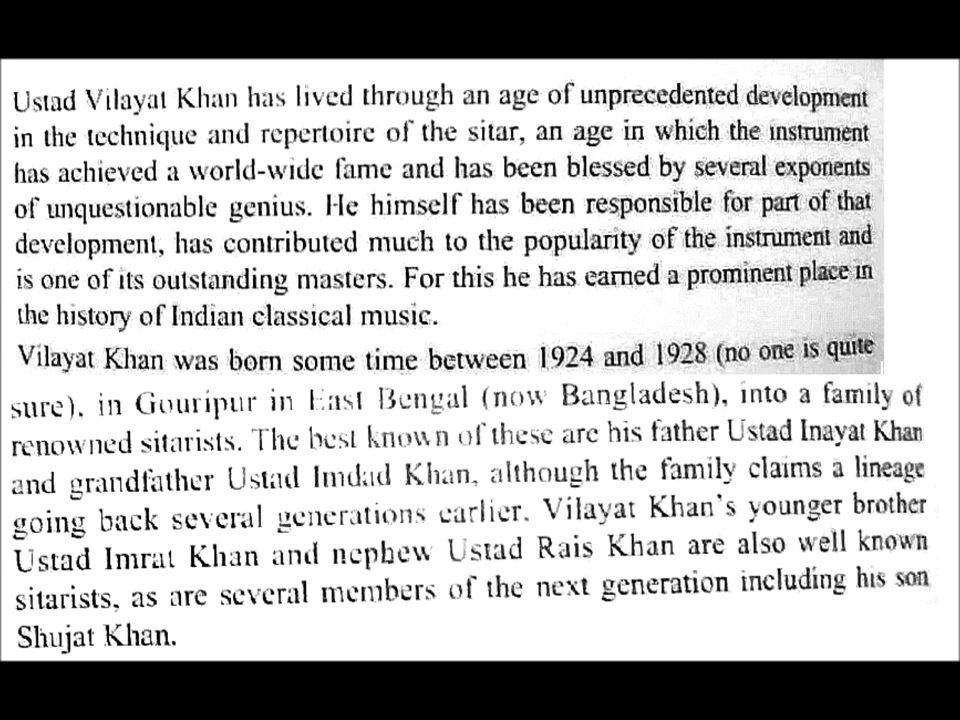 Ustad Vilayat Khan has lived through an age of unprecedented development
in the technique and repertoire of the sitar, an age in which the instrument
has achieved a world-wide fame and has been blessed by several exponents
of unquestionable genius. He himself has been responsible for part of that
development, has contributed much to the popularity of the instrument and
is one of its outstanding masters. For this he has earned a prominent place in
the history of Indian classical music.
Vilayat Khan was born some time between 1924 and 1928 (no one is quite
sure), in Gouripur in East Bengal (now Bangladesh), into a family of
renowned sitarists. The best known of these are his father Ustad Inayat Khan
and grandfather Ustad Imdad Khan, although the family claims a lineage
going back several generations earlier. Vilayat Khan's younger brother
Ustad Imrat Khan and nephew Ustad Rais Khan are also well known
sitarists, as are several members of the next generation including his son
Shujat Khan.